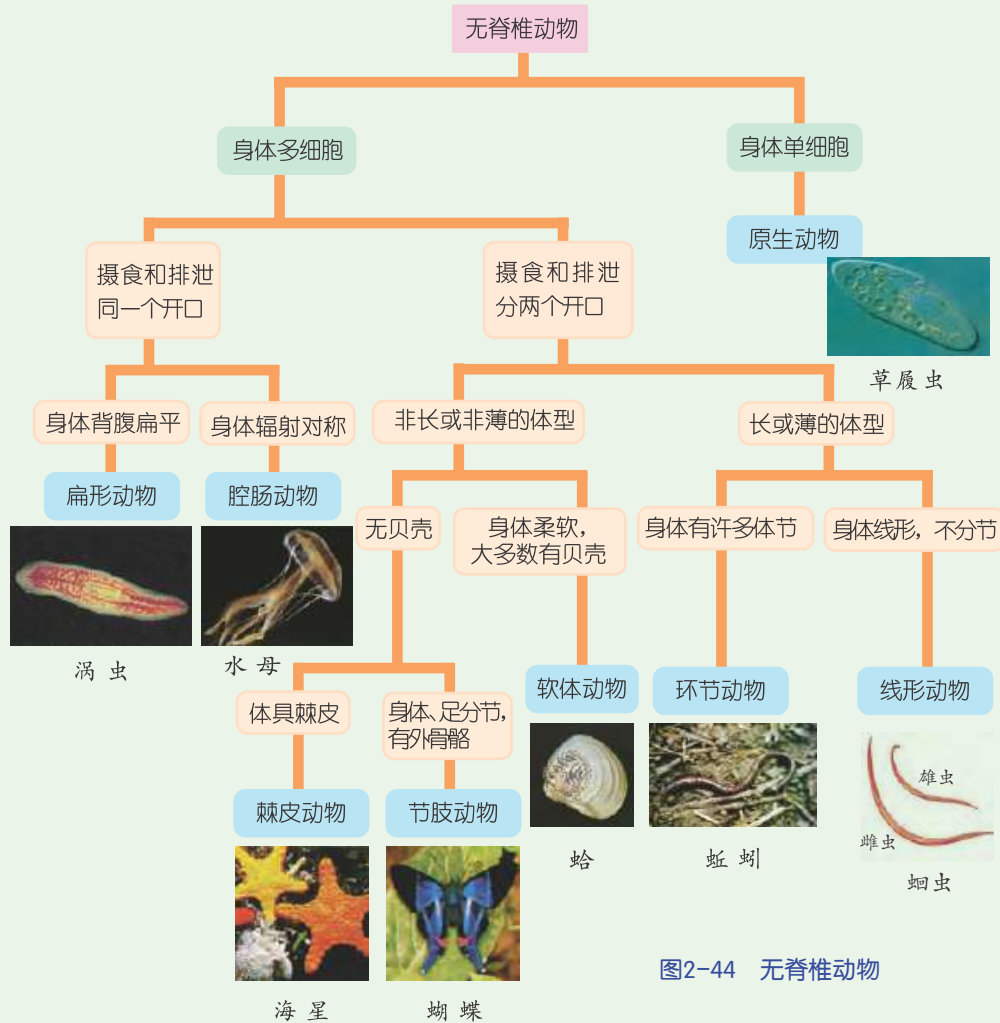 无脊椎动物
身体多细胞
身体单细胞
原生动物
草履虫
摄食和排泄
同一个开口
摄食和排泄
分两个开口
身体背腹扁平
身体辐射对称
非长或非薄的体型
长或薄的体型
扁形动物
腔肠动物
涡虫
水母
无贝壳
身体柔软，
大多数有贝壳
身体有许多体节
身体线形，不分节
体具棘皮
身体、足分节，
有外骨骼
软体动物
环节动物
线形动物
棘皮动物
节肢动物
蛤
蚯蚓
雄虫
雌虫
蛔虫
海星
蝴蝶
图2-44 无脊椎动物